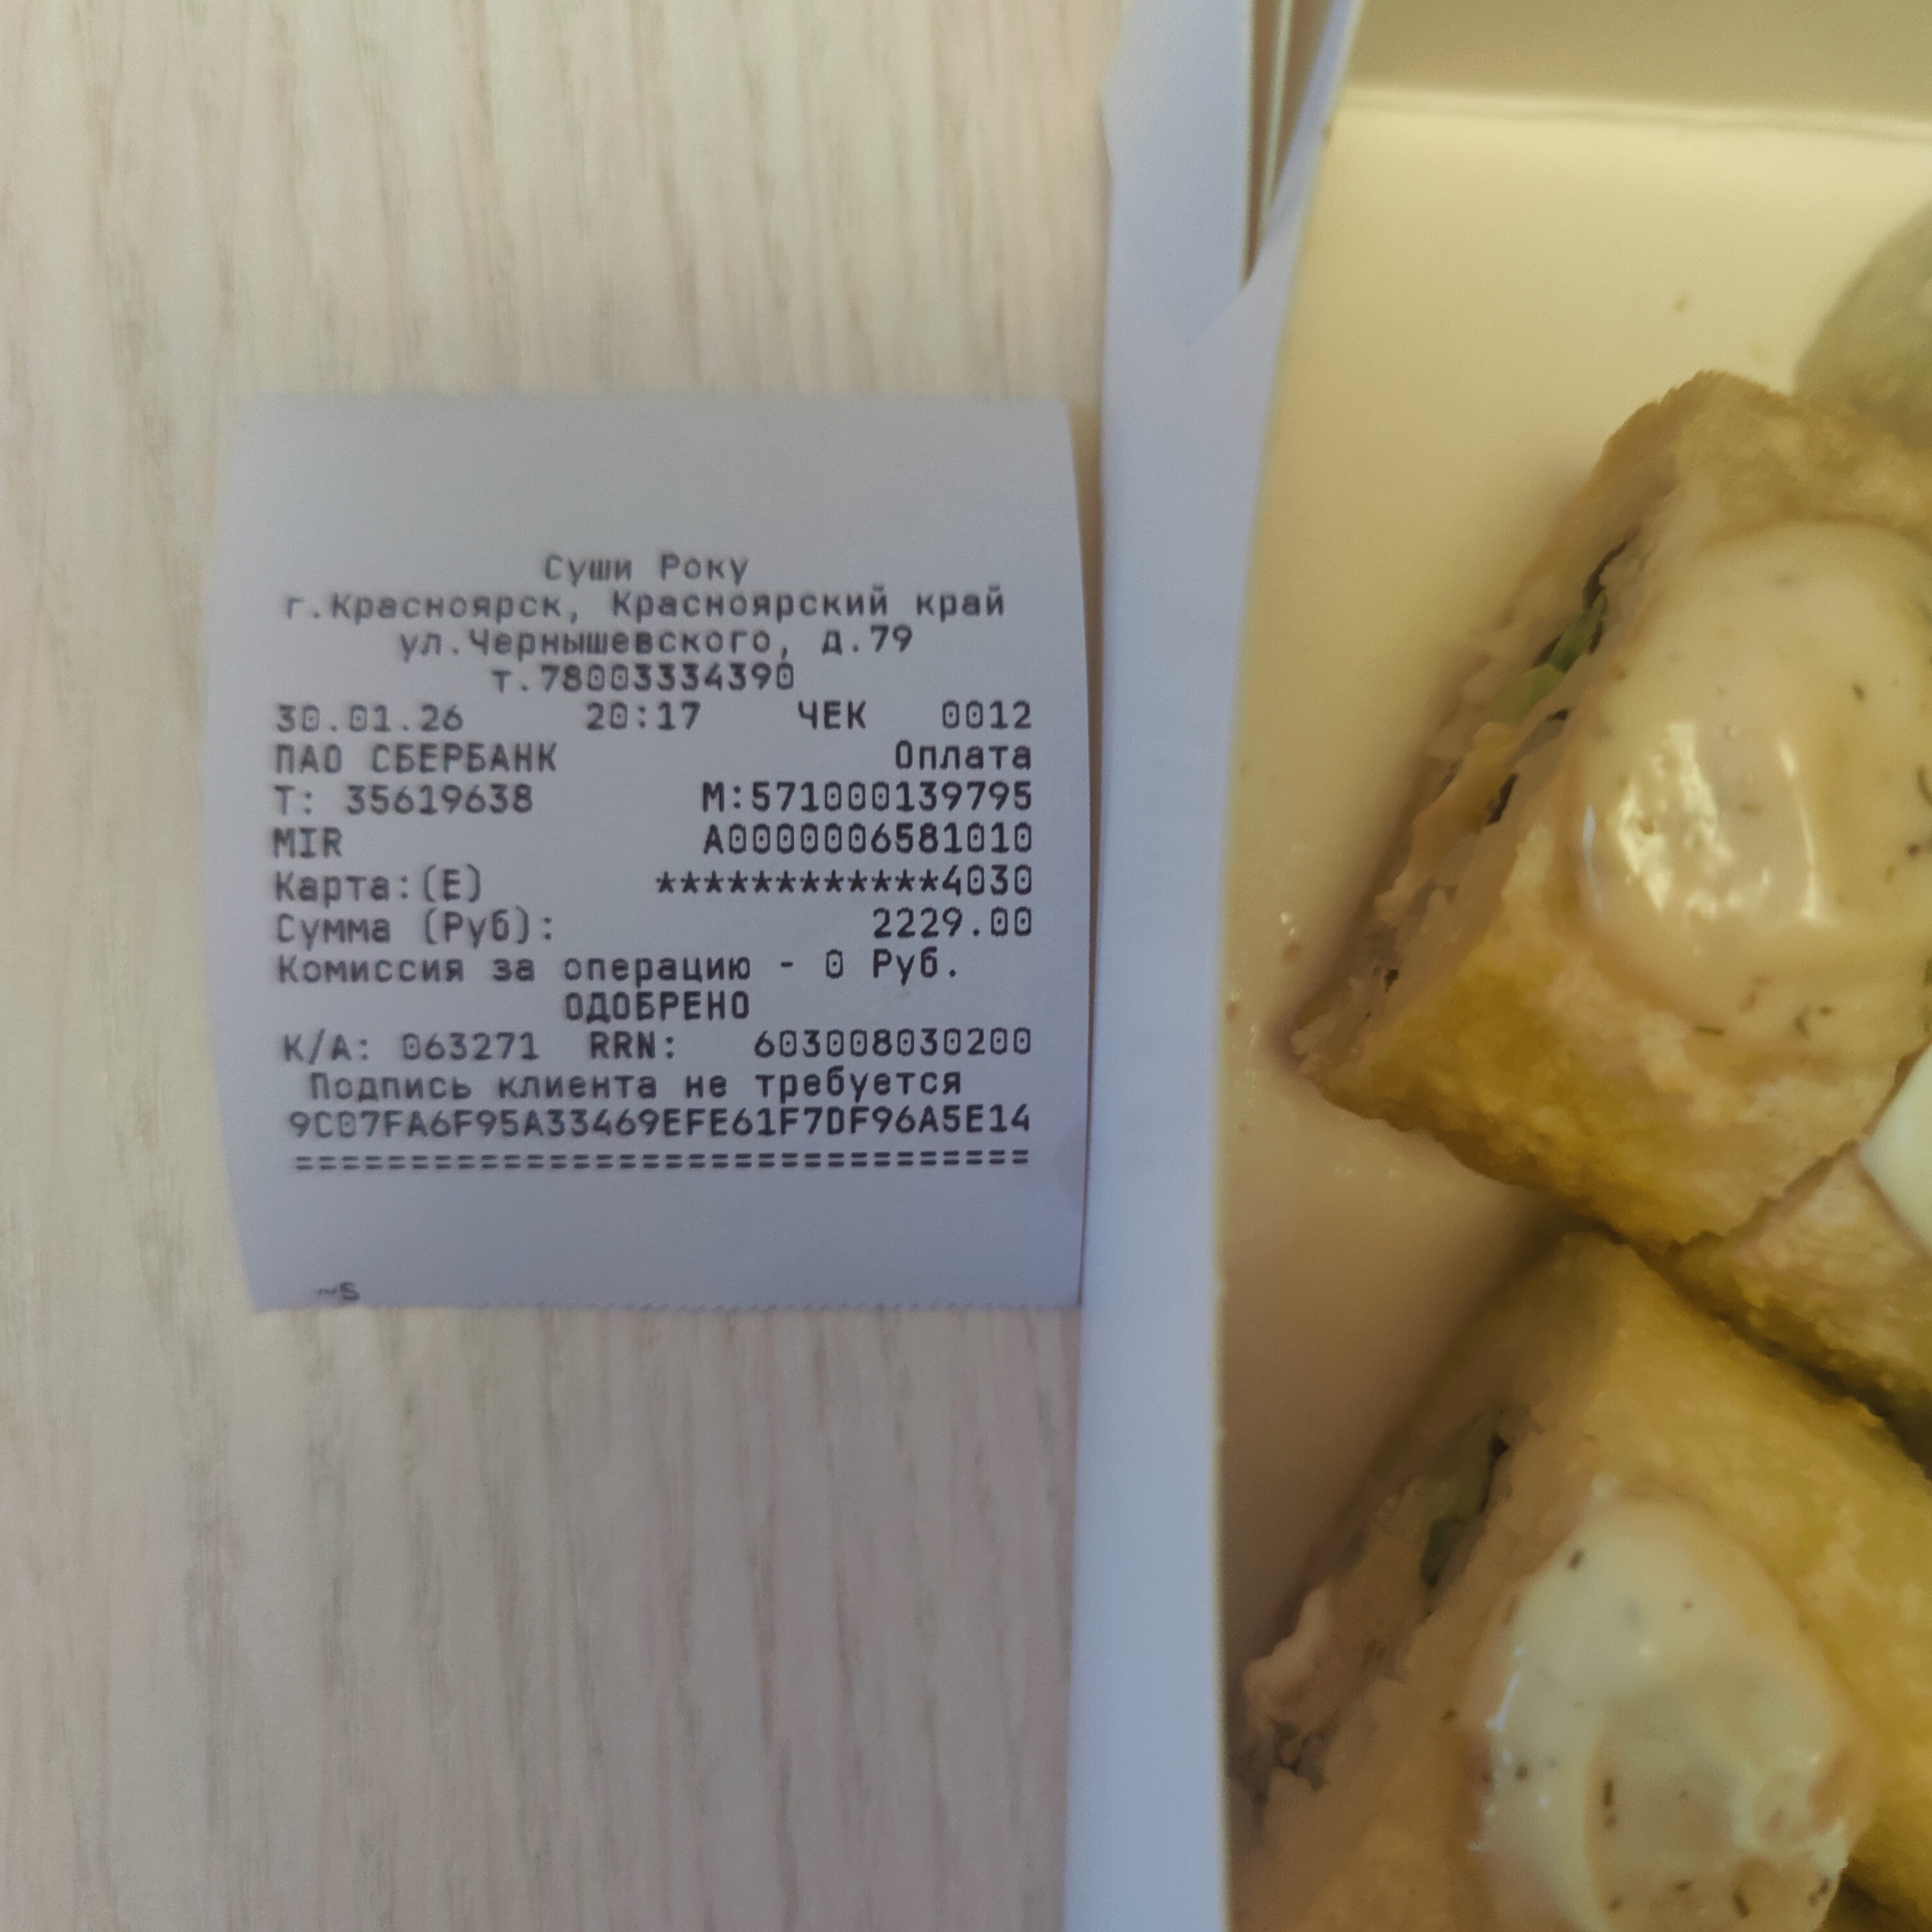 Суши Року
г.Красноярск, Красноярский край
ул.Чернышевского, д.79
т.78003334390
30.01.26 20:17 ЧЕК 0012
ПАО СБЕРБАНК Оплата
Т: 35619638 М:571000139795
MIR A0000006581010
Карта:(E) ************4030
Сумма (Руб): 2229.00
Комиссия за операцию - 0 Руб.
ОДОБРЕНО
К/А: 063271 RRN: 603008030200
Подпись клиента не требуется
9C07FA6F95A33469EFE61F7DF96A5E14
================================
~S